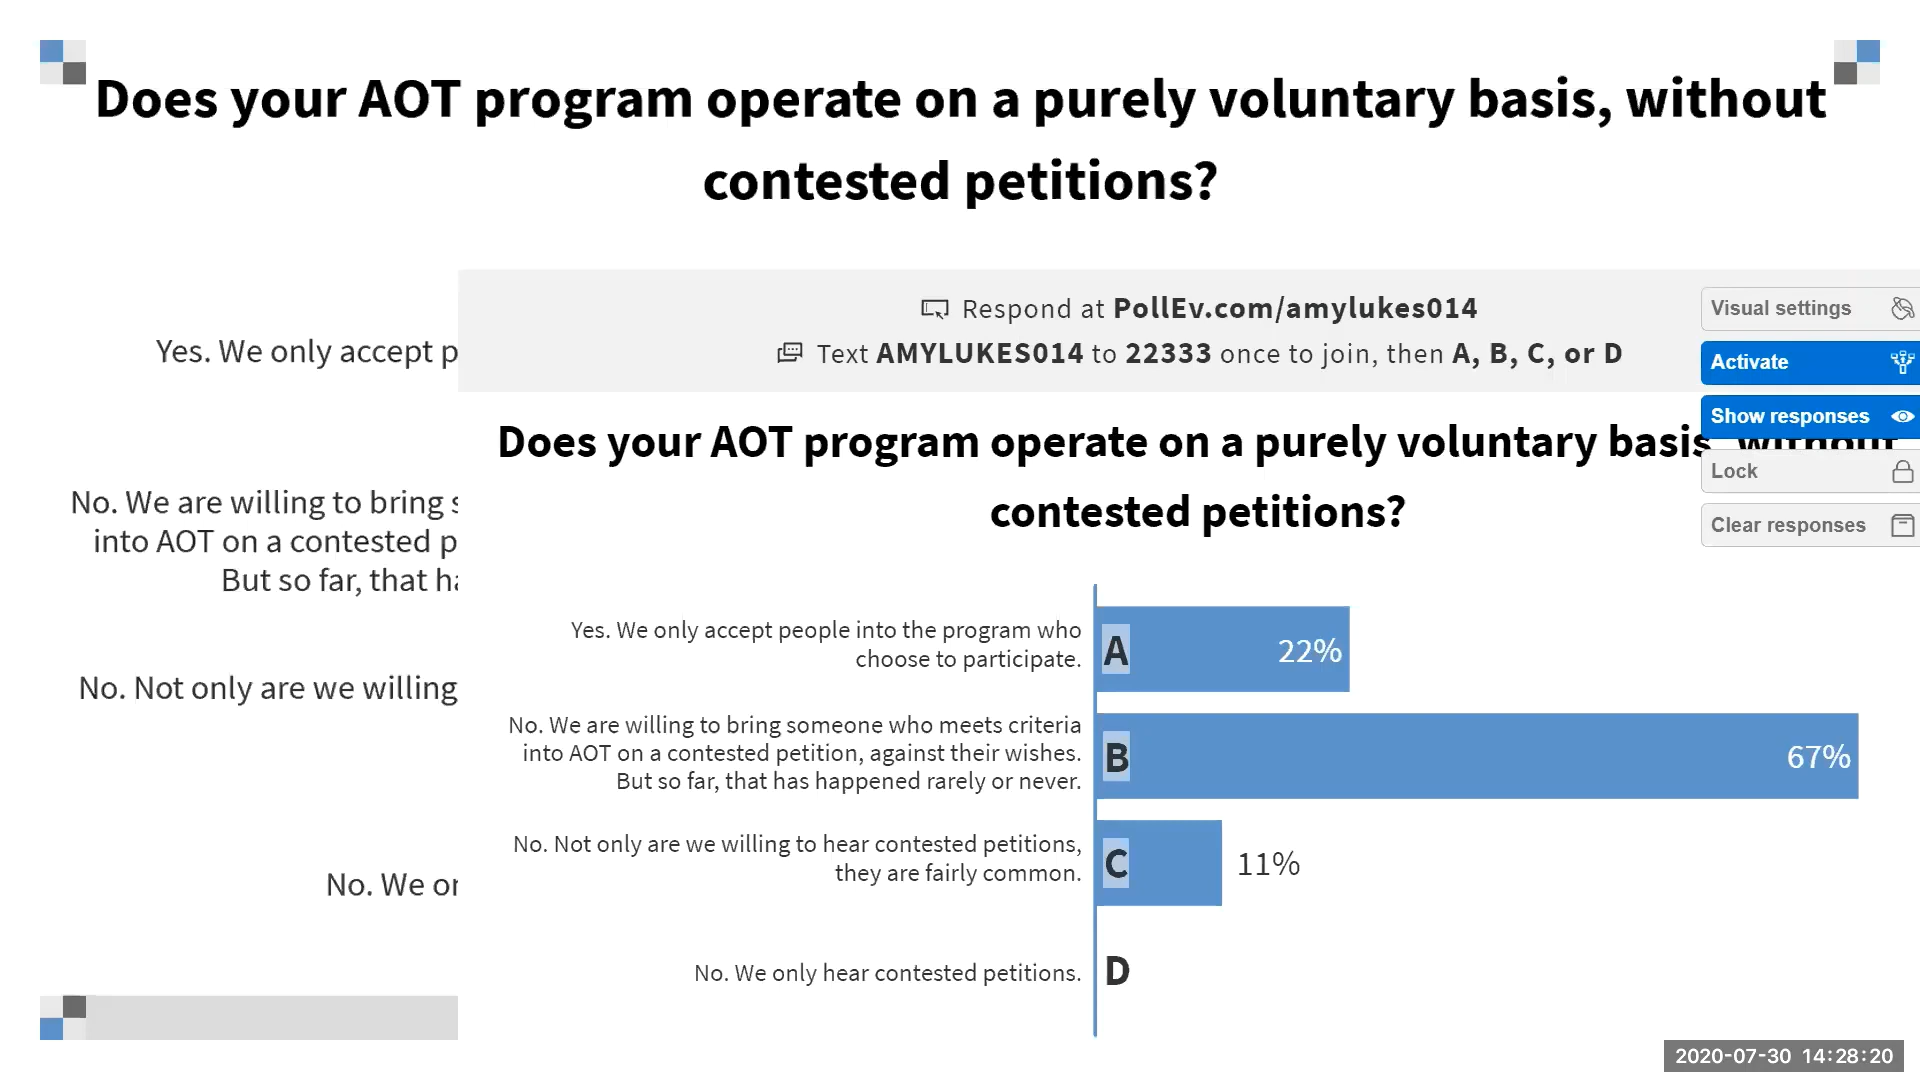 Does your AOT program operate on a purely voluntary basis, without
contested petitions?
Yes. We only accept p
No. We are willing to bring s
into AOT on a contested p
But so far, that ha
No. Not only are we willing
No. We or
Respond at PollEv.com/amylukes014
Text AMYLUKES014 to 22333 once to join, then A, B, C, or D
Visual settings
Activate
Show responses
Lock
Clear responses
Does your AOT program operate on a purely voluntary basis, without
contested petitions?
Yes. We only accept people into the program who
choose to participate.
A
22%
No. We are willing to bring someone who meets criteria
into AOT on a contested petition, against their wishes.
But so far, that has happened rarely or never.
B
67%
No. Not only are we willing to hear contested petitions,
they are fairly common.
C
11%
No. We only hear contested petitions.
D
2020-07-30 14:28:20